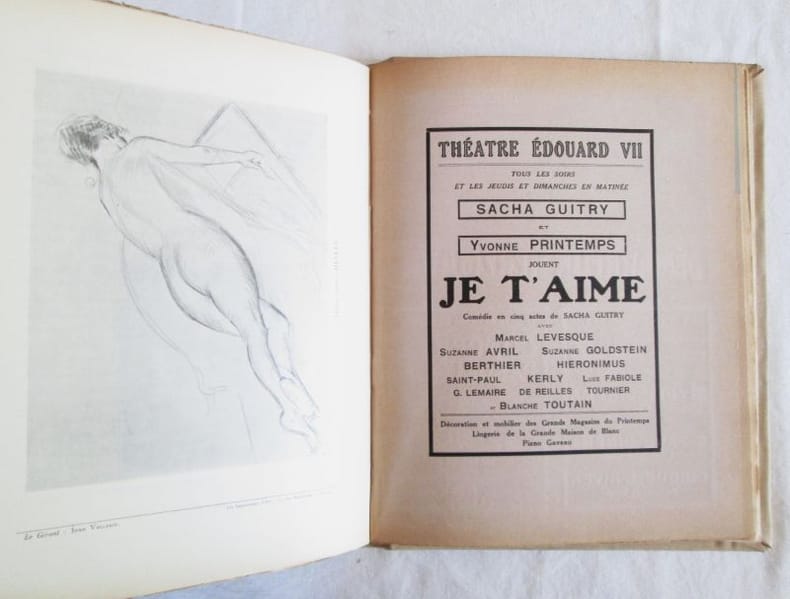 Le Gérant : Jean
THÉATRE ÉDOUARD VII
TOUS LES SOIRS
ET LES JEUDIS ET DIMANCHES EN MATINÉE
SACHA GUITRY
ET
YVONNE PRINTEMPS
JOUENT
JE T'AIME
Comédie en cinq actes de SACHA GUITRY
AVEC
MARCEL LEVESQUE
SUZANNE AVRIL SUZANNE GOLDSTEIN
BERTHIER HIERONIMUS
SAINT-PAUL KERLY LUCE FABIOLE
G. LEMAIRE DE REILLES TOURNIER
ET BLANCHE TOUTAIN
Décoration et mobilier des Grands Magasins du Printemps
Lingerie de la Grande Maison de Blanc
Piano Gaveau